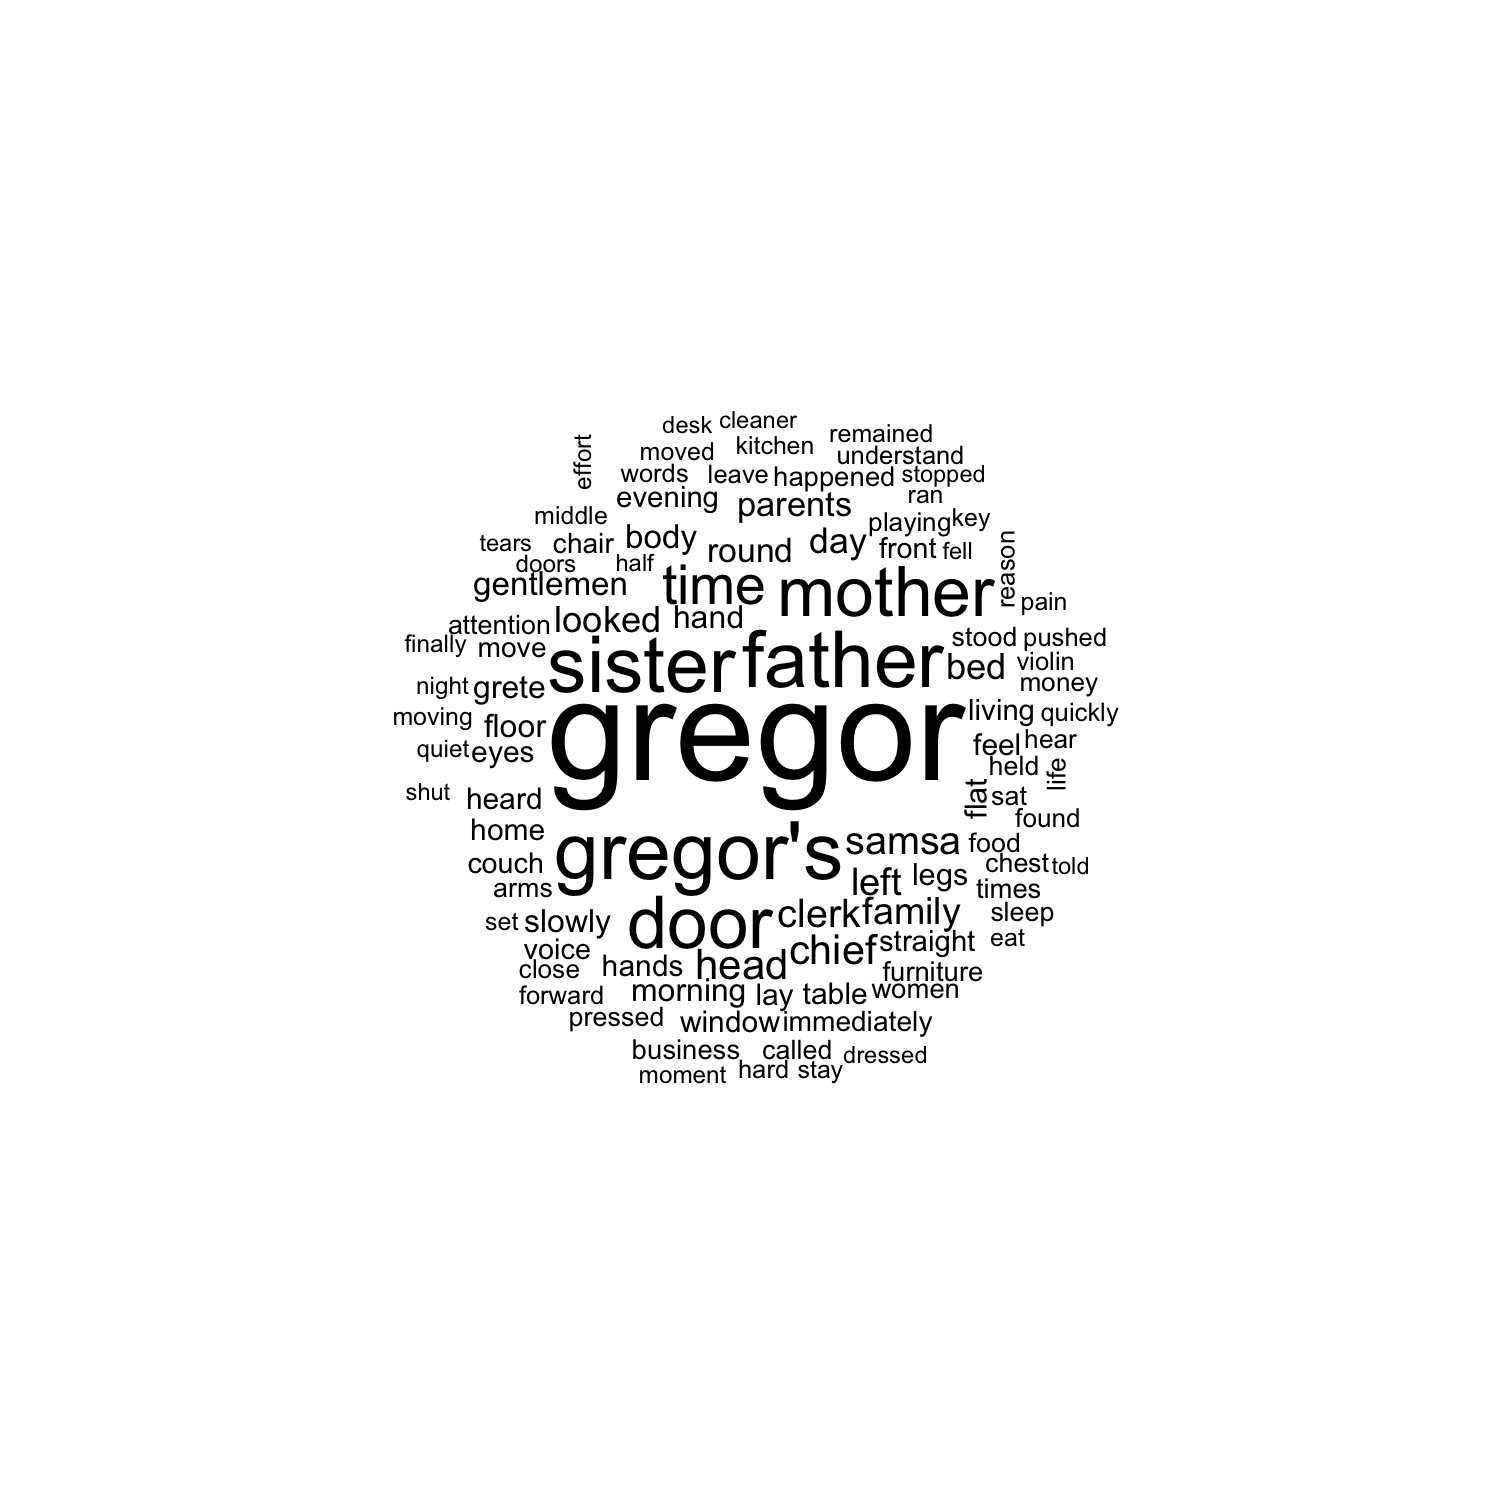 desk cleaner
effort moved kitchen remained
understand
words leave happened stopped
evening parents ran
middle playing key
tears chair body round day front fell reason
doors half
gentlemen time mother pain
attention looked hand
finally move sister father stood pushed
bed violin
night grete money
moving floor gregor living quickly
quiet eyes feel hear
held life
shut heard flat sat
found
home gregor's samsa food
couch chest told
arms left legs times
set slowly door clerk family sleep
voice chief straight eat
close hands head furniture
forward morning lay table women
pressed window immediately
business called dressed
moment hard stay